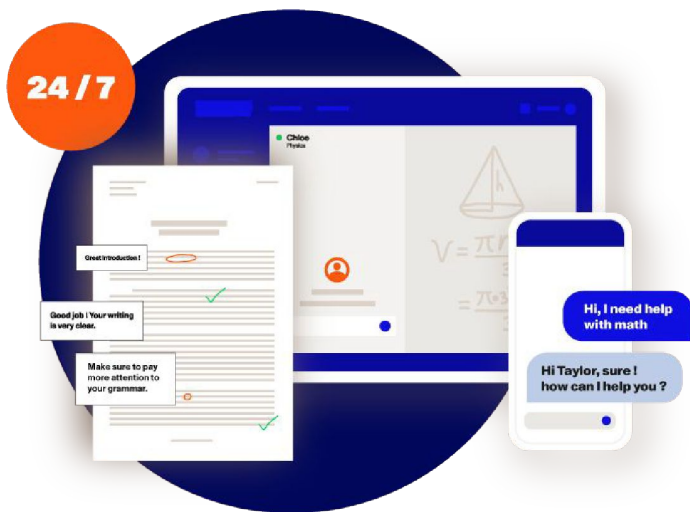 24/7
Chloe
Physics
h
Great Introduction !
Good job ! Your writing
is very clear.
Make sure to pay
more attention to
your grammar.
Hi, I need help
with math
Hi Taylor, sure !
how can I help you ?